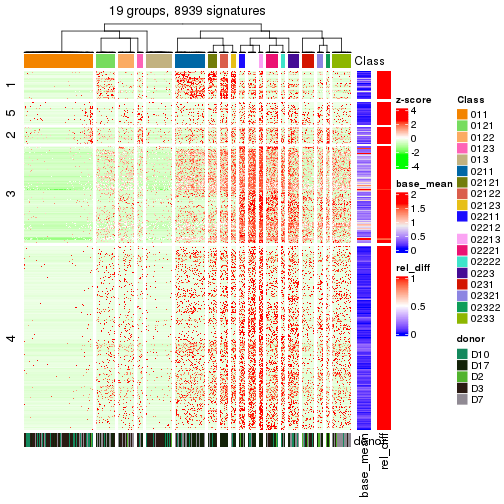 19 groups, 8939 signatures
Class
1
5
2
3
4
donor
base_mean
rel_diff
z-score
4
2
0
-2
-4
base_mean
2
1.5
1
0.5
0
rel_diff
1
0.5
0
Class
011
0121
0122
0123
013
0211
02121
02122
02123
02211
02212
02213
02221
02222
0223
0231
02321
02322
0233
donor
D10
D17
D2
D3
D7